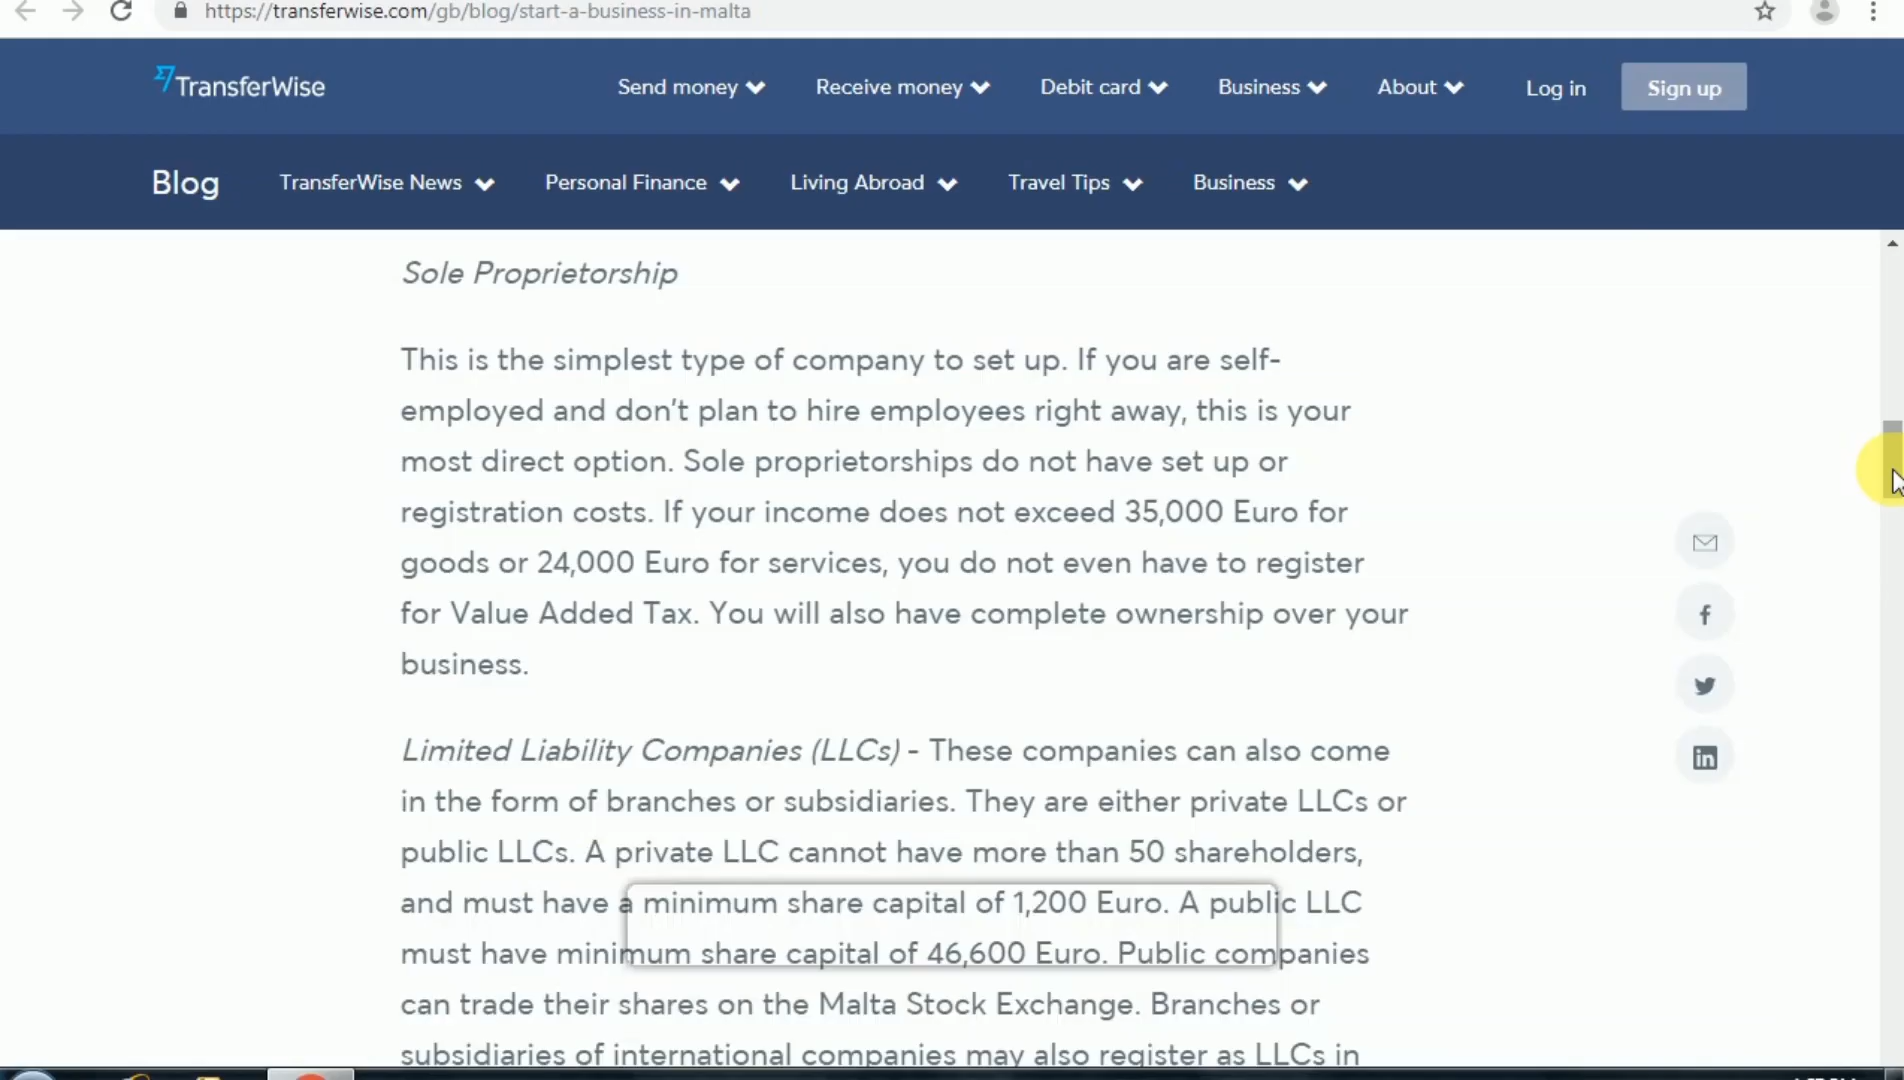 https://transferwise.com/gb/blog/start-a-business-in-malta
TransferWise
Send money
Receive money
Debit card
Business
About
Log in
Sign up
Blog
TransferWise News
Personal Finance
Living Abroad
Travel Tips
Business
Sole Proprietorship
This is the simplest type of company to set up. If you are self-
employed and don't plan to hire employees right away, this is your
most direct option. Sole proprietorships do not have set up or
registration costs. If your income does not exceed 35,000 Euro for
goods or 24,000 Euro for services, you do not even have to register
for Value Added Tax. You will also have complete ownership over your
business.
Limited Liability Companies (LLCs) - These companies can also come
in the form of branches or subsidiaries. They are either private LLCs or
public LLCs. A private LLC cannot have more than 50 shareholders,
and must have a minimum share capital of 1,200 Euro. A public LLC
must have minimum share capital of 46,600 Euro. Public companies
can trade their shares on the Malta Stock Exchange. Branches or
subsidiaries of international companies may also register as LLCs in